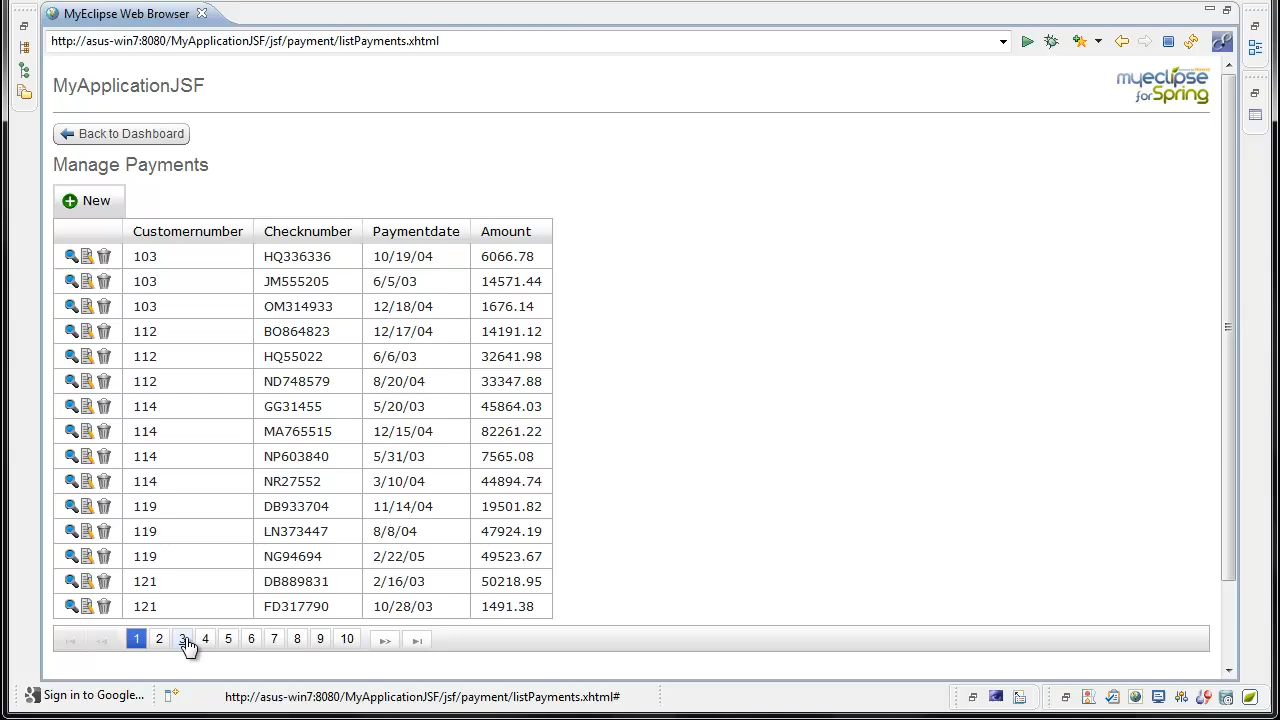 MyEclipse Web Browser
http://asus-win7:8080/MyApplicationJSF/jsf/payment/listPayments.xhtml
MyApplicationJSF
myeclipse
for Spring
Back to Dashboard
Manage Payments
New
Customernumber Checknumber Paymentdate Amount
103 HQ336336 10/19/04 6066.78
103 JM555205 6/5/03 14571.44
103 OM314933 12/18/04 1676.14
112 BO864823 12/17/04 14191.12
112 HQ55022 6/6/03 32641.98
112 ND748579 8/20/04 33347.88
114 GG31455 5/20/03 45864.03
114 MA765515 12/15/04 82261.22
114 NP603840 5/31/03 7565.08
114 NR27552 3/10/04 44894.74
119 DB933704 11/14/04 19501.82
119 LN373447 8/8/04 47924.19
119 NG94694 2/22/05 49523.67
121 DB889831 2/16/03 50218.95
121 FD317790 10/28/03 1491.38
1 2 3 4 5 6 7 8 9 10
Sign in to Google... http://asus-win7:8080/MyApplicationJSF/jsf/payment/listPayments.xhtml#